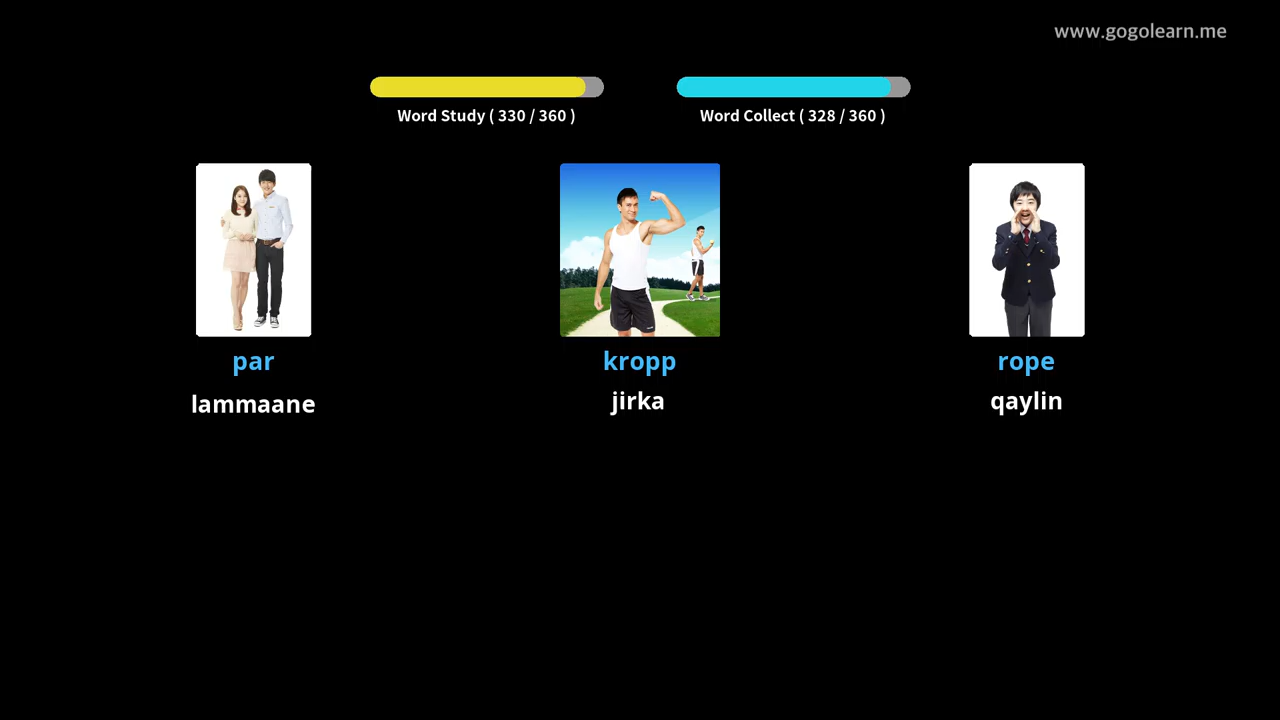 www.gogolearn.me
Word Study ( 330 / 360 )
Word Collect ( 328 / 360 )
par
kropp
rope
lammaane
jirka
qaylin